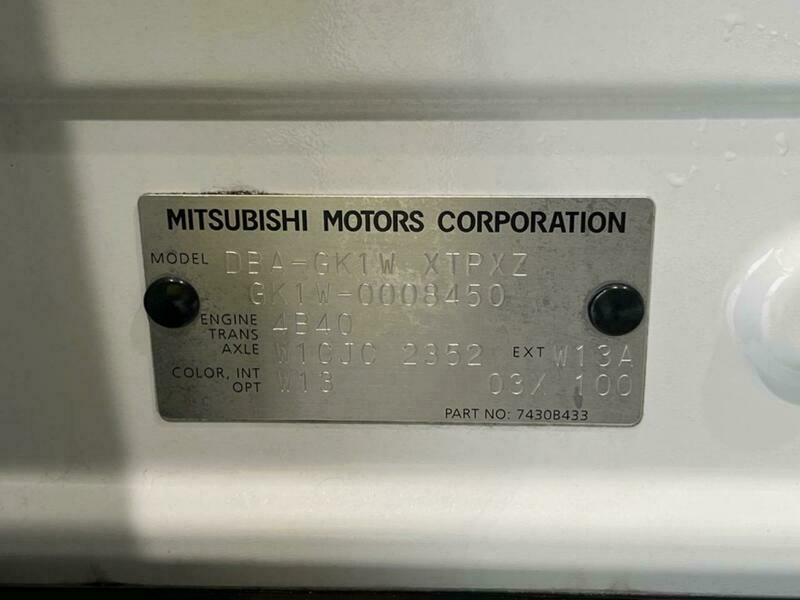 MITSUBISHI MOTORS CORPORATION
MODEL DBA-GK1W XTPXZ
GK1W-0008450
ENGINE 4B40
TRANS
AXLE W1CJC 2352 EXT W13A
COLOR, INT
OPT W13 03X 100
PART NO: 7430B433